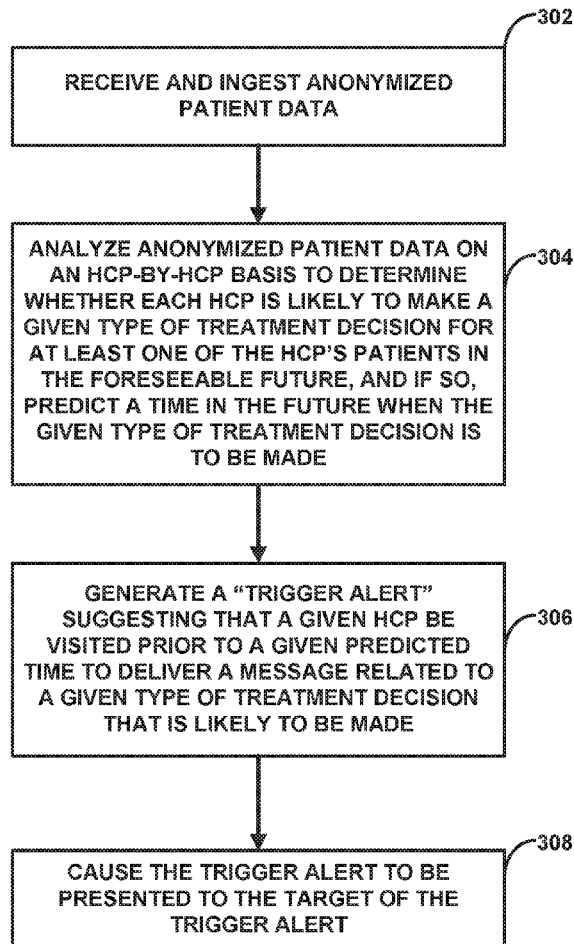 302
RECEIVE AND INGEST ANONYMIZED
PATIENT DATA
304
ANALYZE ANONYMIZED PATIENT DATA ON
AN HCP-BY-HCP BASIS TO DETERMINE
WHETHER EACH HCP IS LIKELY TO MAKE A
GIVEN TYPE OF TREATMENT DECISION FOR
AT LEAST ONE OF THE HCP'S PATIENTS IN
THE FORESEEABLE FUTURE, AND IF SO,
PREDICT A TIME IN THE FUTURE WHEN THE
GIVEN TYPE OF TREATMENT DECISION IS
TO BE MADE
306
GENERATE A “TRIGGER ALERT”
SUGGESTING THAT A GIVEN HCP BE
VISITED PRIOR TO A GIVEN PREDICTED
TIME TO DELIVER A MESSAGE RELATED TO
A GIVEN TYPE OF TREATMENT DECISION
THAT IS LIKELY TO BE MADE
308
CAUSE THE TRIGGER ALERT TO BE
PRESENTED TO THE TARGET OF THE
TRIGGER ALERT